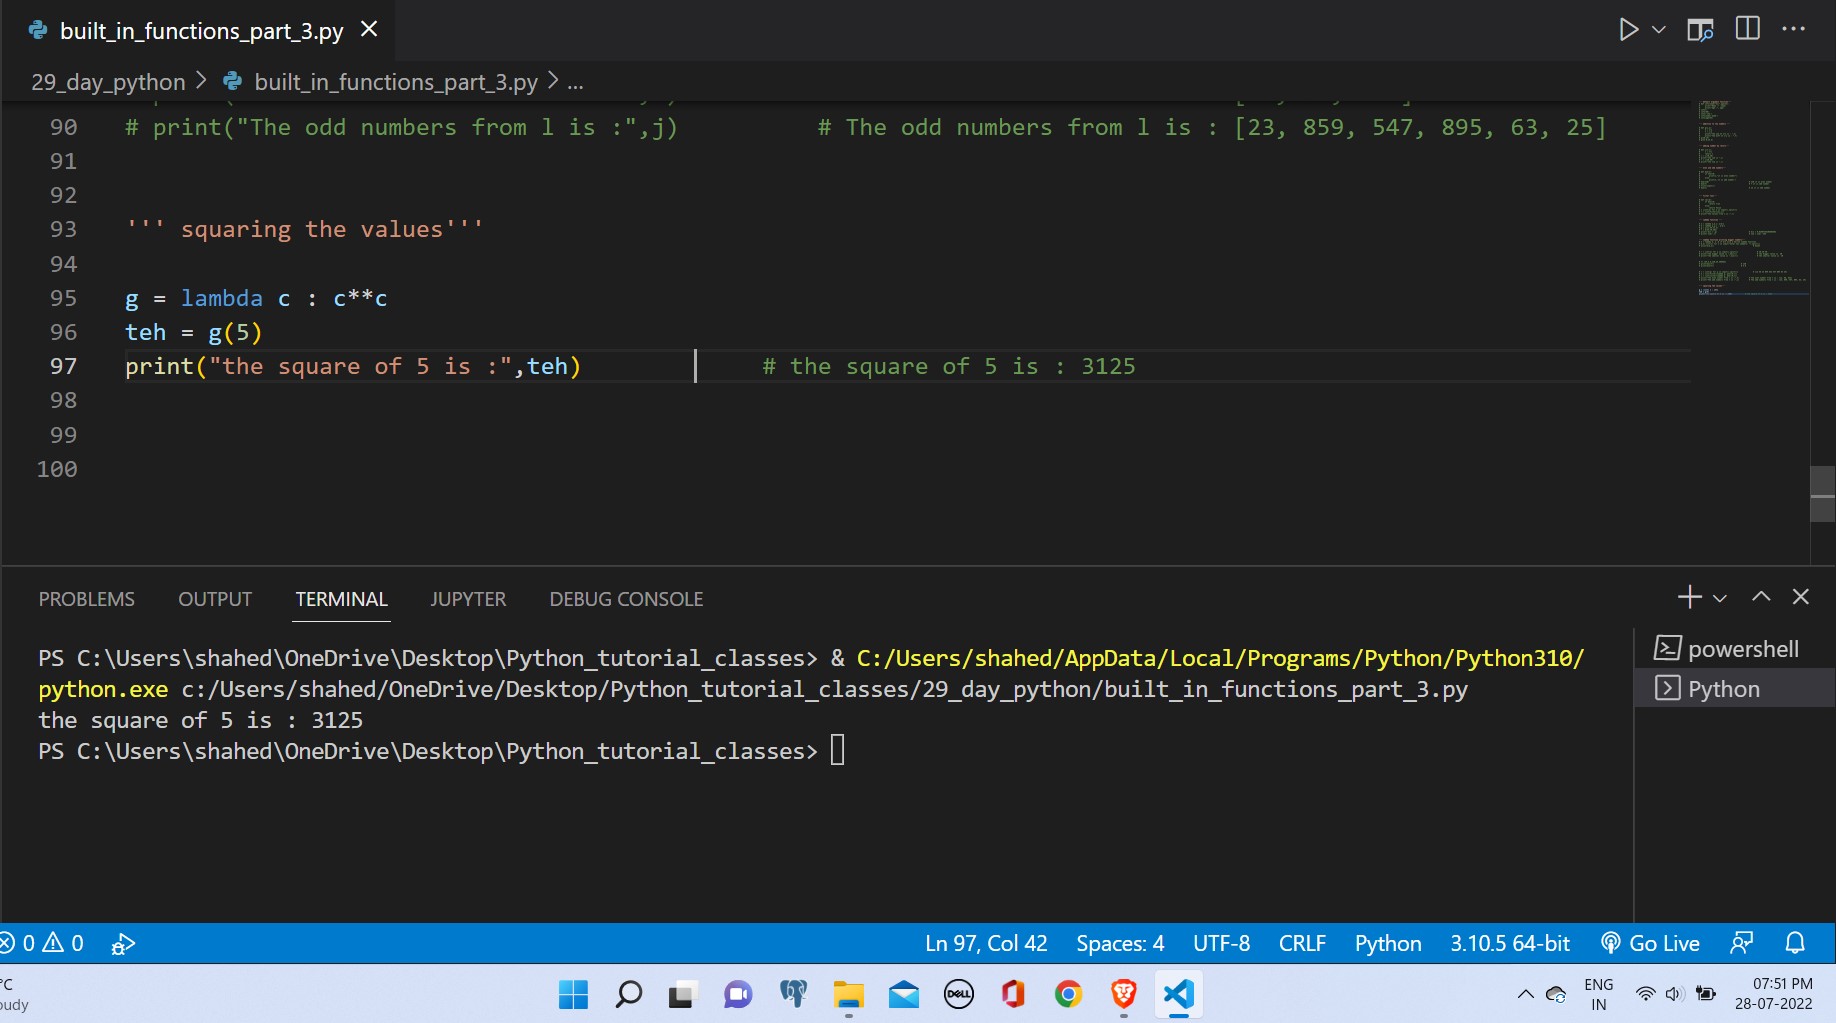 built_in_functions_part_3.py
29_day_python > built_in_functions_part_3.py > ...
90 # print("The odd numbers from l is :",j) # The odd numbers from l is : [23, 859, 547, 895, 63, 25]
91
92
93 ''' squaring the values'''
94
95 g = lambda c : c**c
96 teh = g(5)
97 print("the square of 5 is :",teh) # the square of 5 is : 3125
98
99
100
PROBLEMS OUTPUT TERMINAL JUPYTER DEBUG CONSOLE
PS C:\Users\shahed\OneDrive\Desktop\Python_tutorial_classes> & C:/Users/shahed/AppData/Local/Programs/Python/Python310/
python.exe c:/Users/shahed/OneDrive/Desktop/Python_tutorial_classes/29_day_python/built_in_functions_part_3.py
the square of 5 is : 3125
PS C:\Users\shahed\OneDrive\Desktop\Python_tutorial_classes>
powershell
Python
0 0 Ln 97, Col 42 Spaces: 4 UTF-8 CRLF Python 3.10.5 64-bit Go Live
°C
oudy
DELL
ENG
IN
07:51 PM
28-07-2022